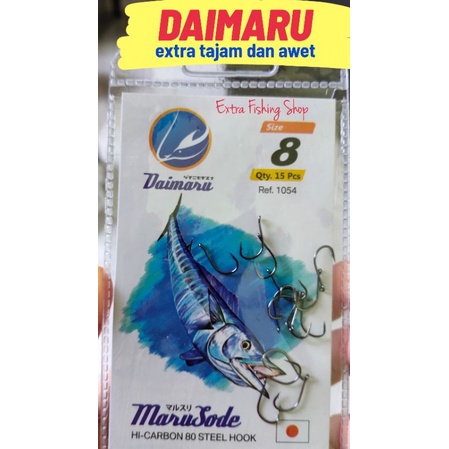 DAIMARU
extra tajam dan awet
Extra Fishing Shop
Size
8
Qty. 15 Pcs
Ref. 1054
Daimaru
マルスリ
MaruSode
HI-CARBON 80 STEEL HOOK